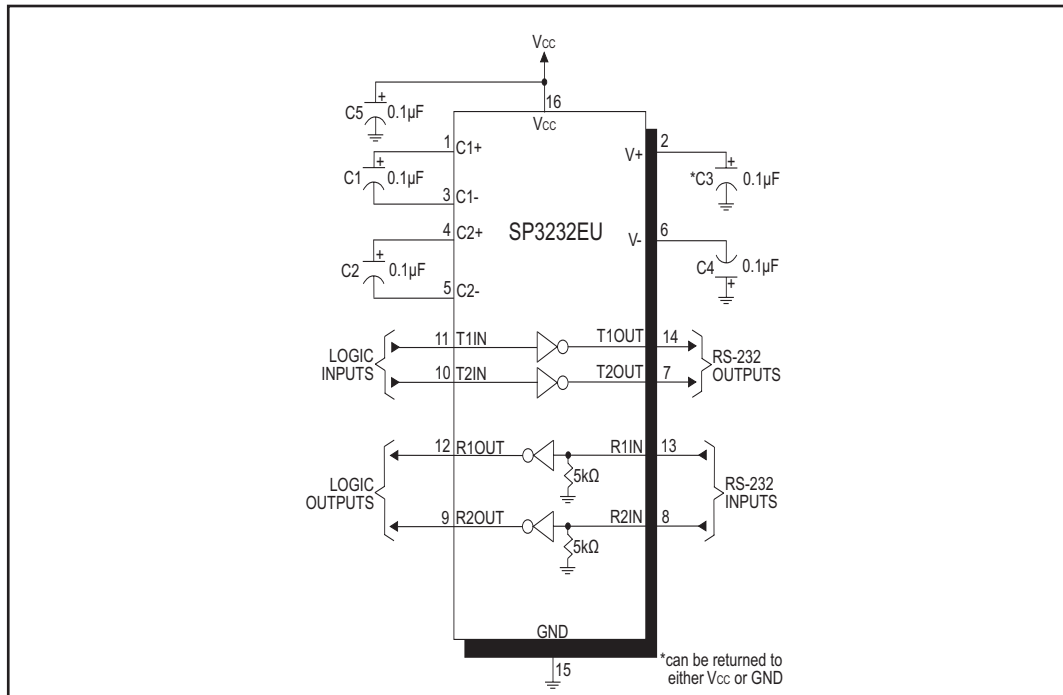 VCC
16
VCC
C5
+
0.1µF
1
C1+
C1
+
0.1µF
3
C1-
4
C2+
C2
+
0.1µF
5
C2-
SP3232EU
V+
2
*C3
+
0.1µF
V-
6
C4
0.1µF
+
LOGIC
INPUTS
11
T1IN
T1OUT
14
10
T2IN
T2OUT
7
RS-232
OUTPUTS
LOGIC
OUTPUTS
12
R1OUT
R1IN
13
5kΩ
9
R2OUT
R2IN
8
5kΩ
RS-232
INPUTS
GND
15
*can be returned to
either VCC or GND